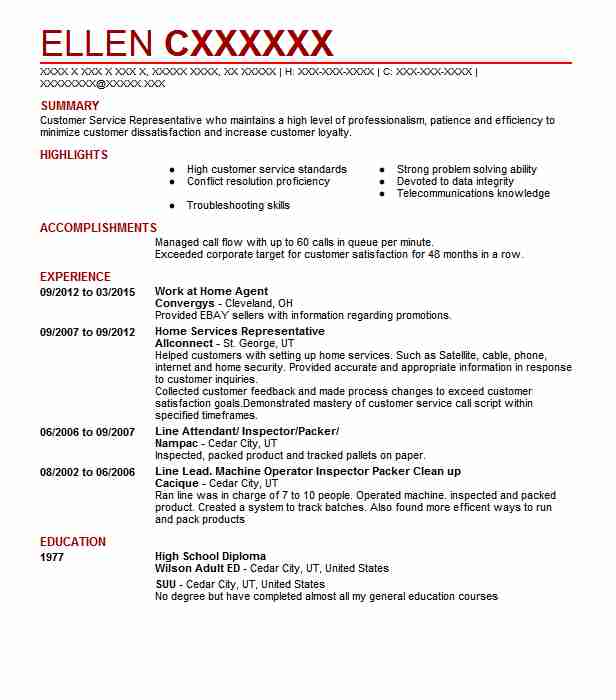 ELLEN CXXXXXX
XXXX X XXX X XXX X, XXXXX XXXX, XX XXXXX | H: XXX-XXX-XXXX | C: XXX-XXX-XXXX |
XXXXXXXX@XXXXX.XXX
SUMMARY
Customer Service Representative who maintains a high level of professionalism, patience and efficiency to
minimize customer dissatisfaction and increase customer loyalty.
HIGHLIGHTS
● High customer service standards
● Conflict resolution proficiency
● Troubleshooting skills
● Strong problem solving ability
● Devoted to data integrity
● Telecommunications knowledge
ACCOMPLISHMENTS
Managed call flow with up to 60 calls in queue per minute.
Exceeded corporate target for customer satisfaction for 48 months in a row.
EXPERIENCE
09/2012 to 03/2015 Work at Home Agent
Convergys - Cleveland, OH
Provided EBAY sellers with information regarding promotions.
09/2007 to 09/2012 Home Services Representative
Allconnect - St. George, UT
Helped customers with setting up home services. Such as Satellite, cable, phone,
internet and home security. Provided accurate and appropriate information in response
to customer inquiries.
Collected customer feedback and made process changes to exceed customer
satisfaction goals.Demonstrated mastery of customer service call script within
specified timeframes.
06/2006 to 09/2007 Line Attendant/ Inspector/Packer/
Nampac - Cedar City, UT
Inspected, packed product and tracked pallets on paper.
08/2002 to 06/2006 Line Lead. Machine Operator Inspector Packer Clean up
Cacique - Cedar City, UT
Ran line was in charge of 7 to 10 people. Operated machine. inspected and packed
product. Created a system to track batches. Also found more efficent ways to run
and pack products
EDUCATION
1977 High School Diploma
Wilson Adult ED - Cedar City, UT, United States
SUU - Cedar City, UT, United States
No degree but have completed almost all my general education courses